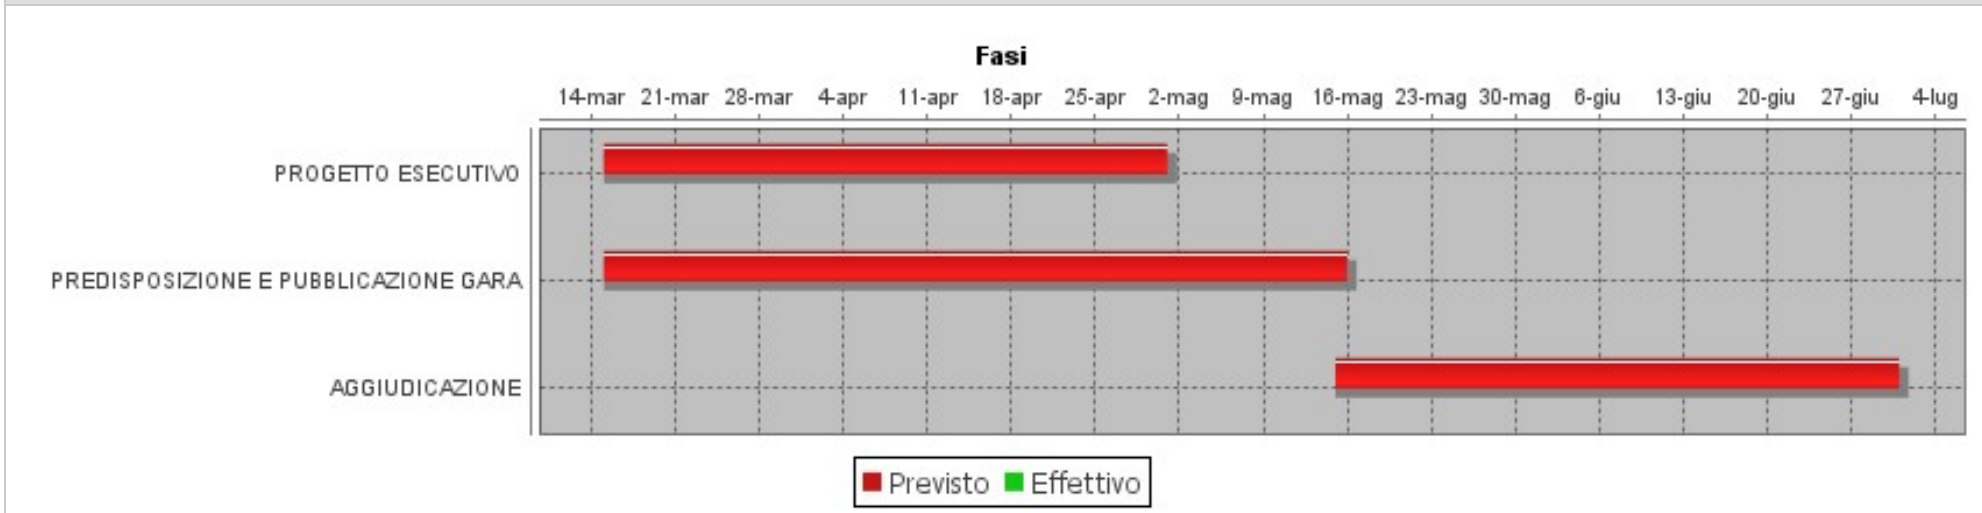 Fasi
14-mar 21-mar 28-mar 4-apr 11-apr 18-apr 25-apr 2-mag 9-mag 16-mag 23-mag 30-mag 6-giu 13-giu 20-giu 27-giu 4-lug
PROGETTO ESECUTIVO
PREDISPOSIZIONE E PUBBLICAZIONE GARA
AGGIUDICAZIONE
Previsto Effettivo